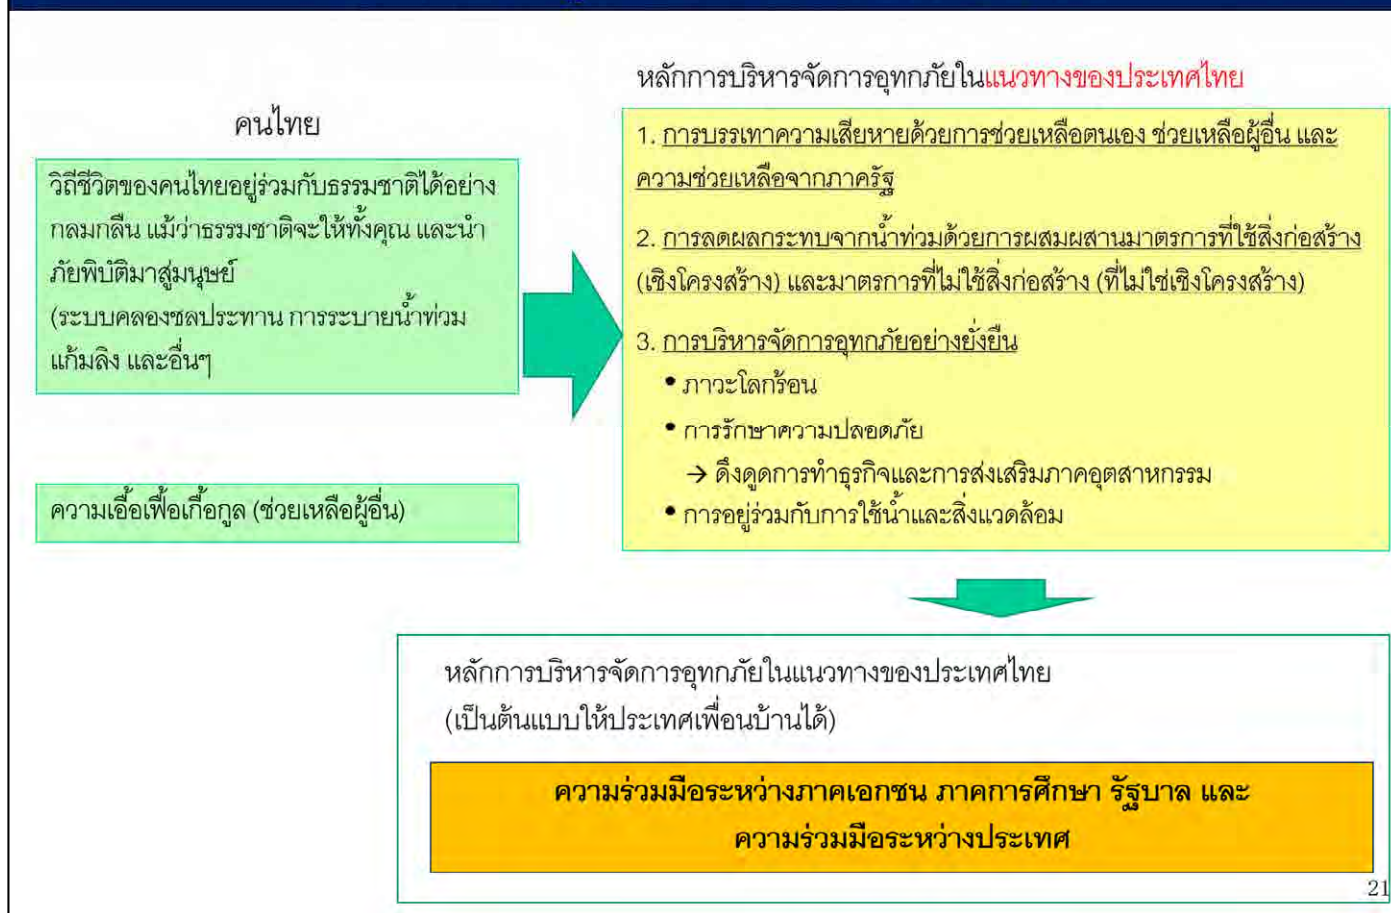 คนไทย
วิถีชีวิตของคนไทยอยู่ร่วมกับธรรมชาติได้อย่าง
กลมกลืน แม้ว่าธรรมชาติจะให้ทั้งคุณ และนำ
ภัยพิบัติมาสู่มนุษย์
(ระบบคลองชลประทาน การระบายน้ำท่วม
แก้มลิง และอื่นๆ
ความเอื้อเฟื้อเกื้อกูล (ช่วยเหลือผู้อื่น)
หลักการบริหารจัดการอุทกภัยในแนวทางของประเทศไทย
1. การบรรเทาความเสียหายด้วยการช่วยเหลือตนเอง ช่วยเหลือผู้อื่น และ
ความช่วยเหลือจากภาครัฐ
2. การลดผลกระทบจากน้ำท่วมด้วยการผสมผสานมาตรการที่ใช้สิ่งก่อสร้าง
(เชิงโครงสร้าง) และมาตรการที่ไม่ใช้สิ่งก่อสร้าง (ที่ไม่ใช่เชิงโครงสร้าง)
3. การบริหารจัดการอุทกภัยอย่างยั่งยืน
• ภาวะโลกร้อน
• การรักษาความปลอดภัย
→ ดึงดูดการทำธุรกิจและการส่งเสริมภาคอุตสาหกรรม
• การอยู่ร่วมกับการใช้น้ำและสิ่งแวดล้อม
หลักการบริหารจัดการอุทกภัยในแนวทางของประเทศไทย
(เป็นต้นแบบให้ประเทศเพื่อนบ้านได้)
ความร่วมมือระหว่างภาคเอกชน ภาคการศึกษา รัฐบาล และ
ความร่วมมือระหว่างประเทศ
21